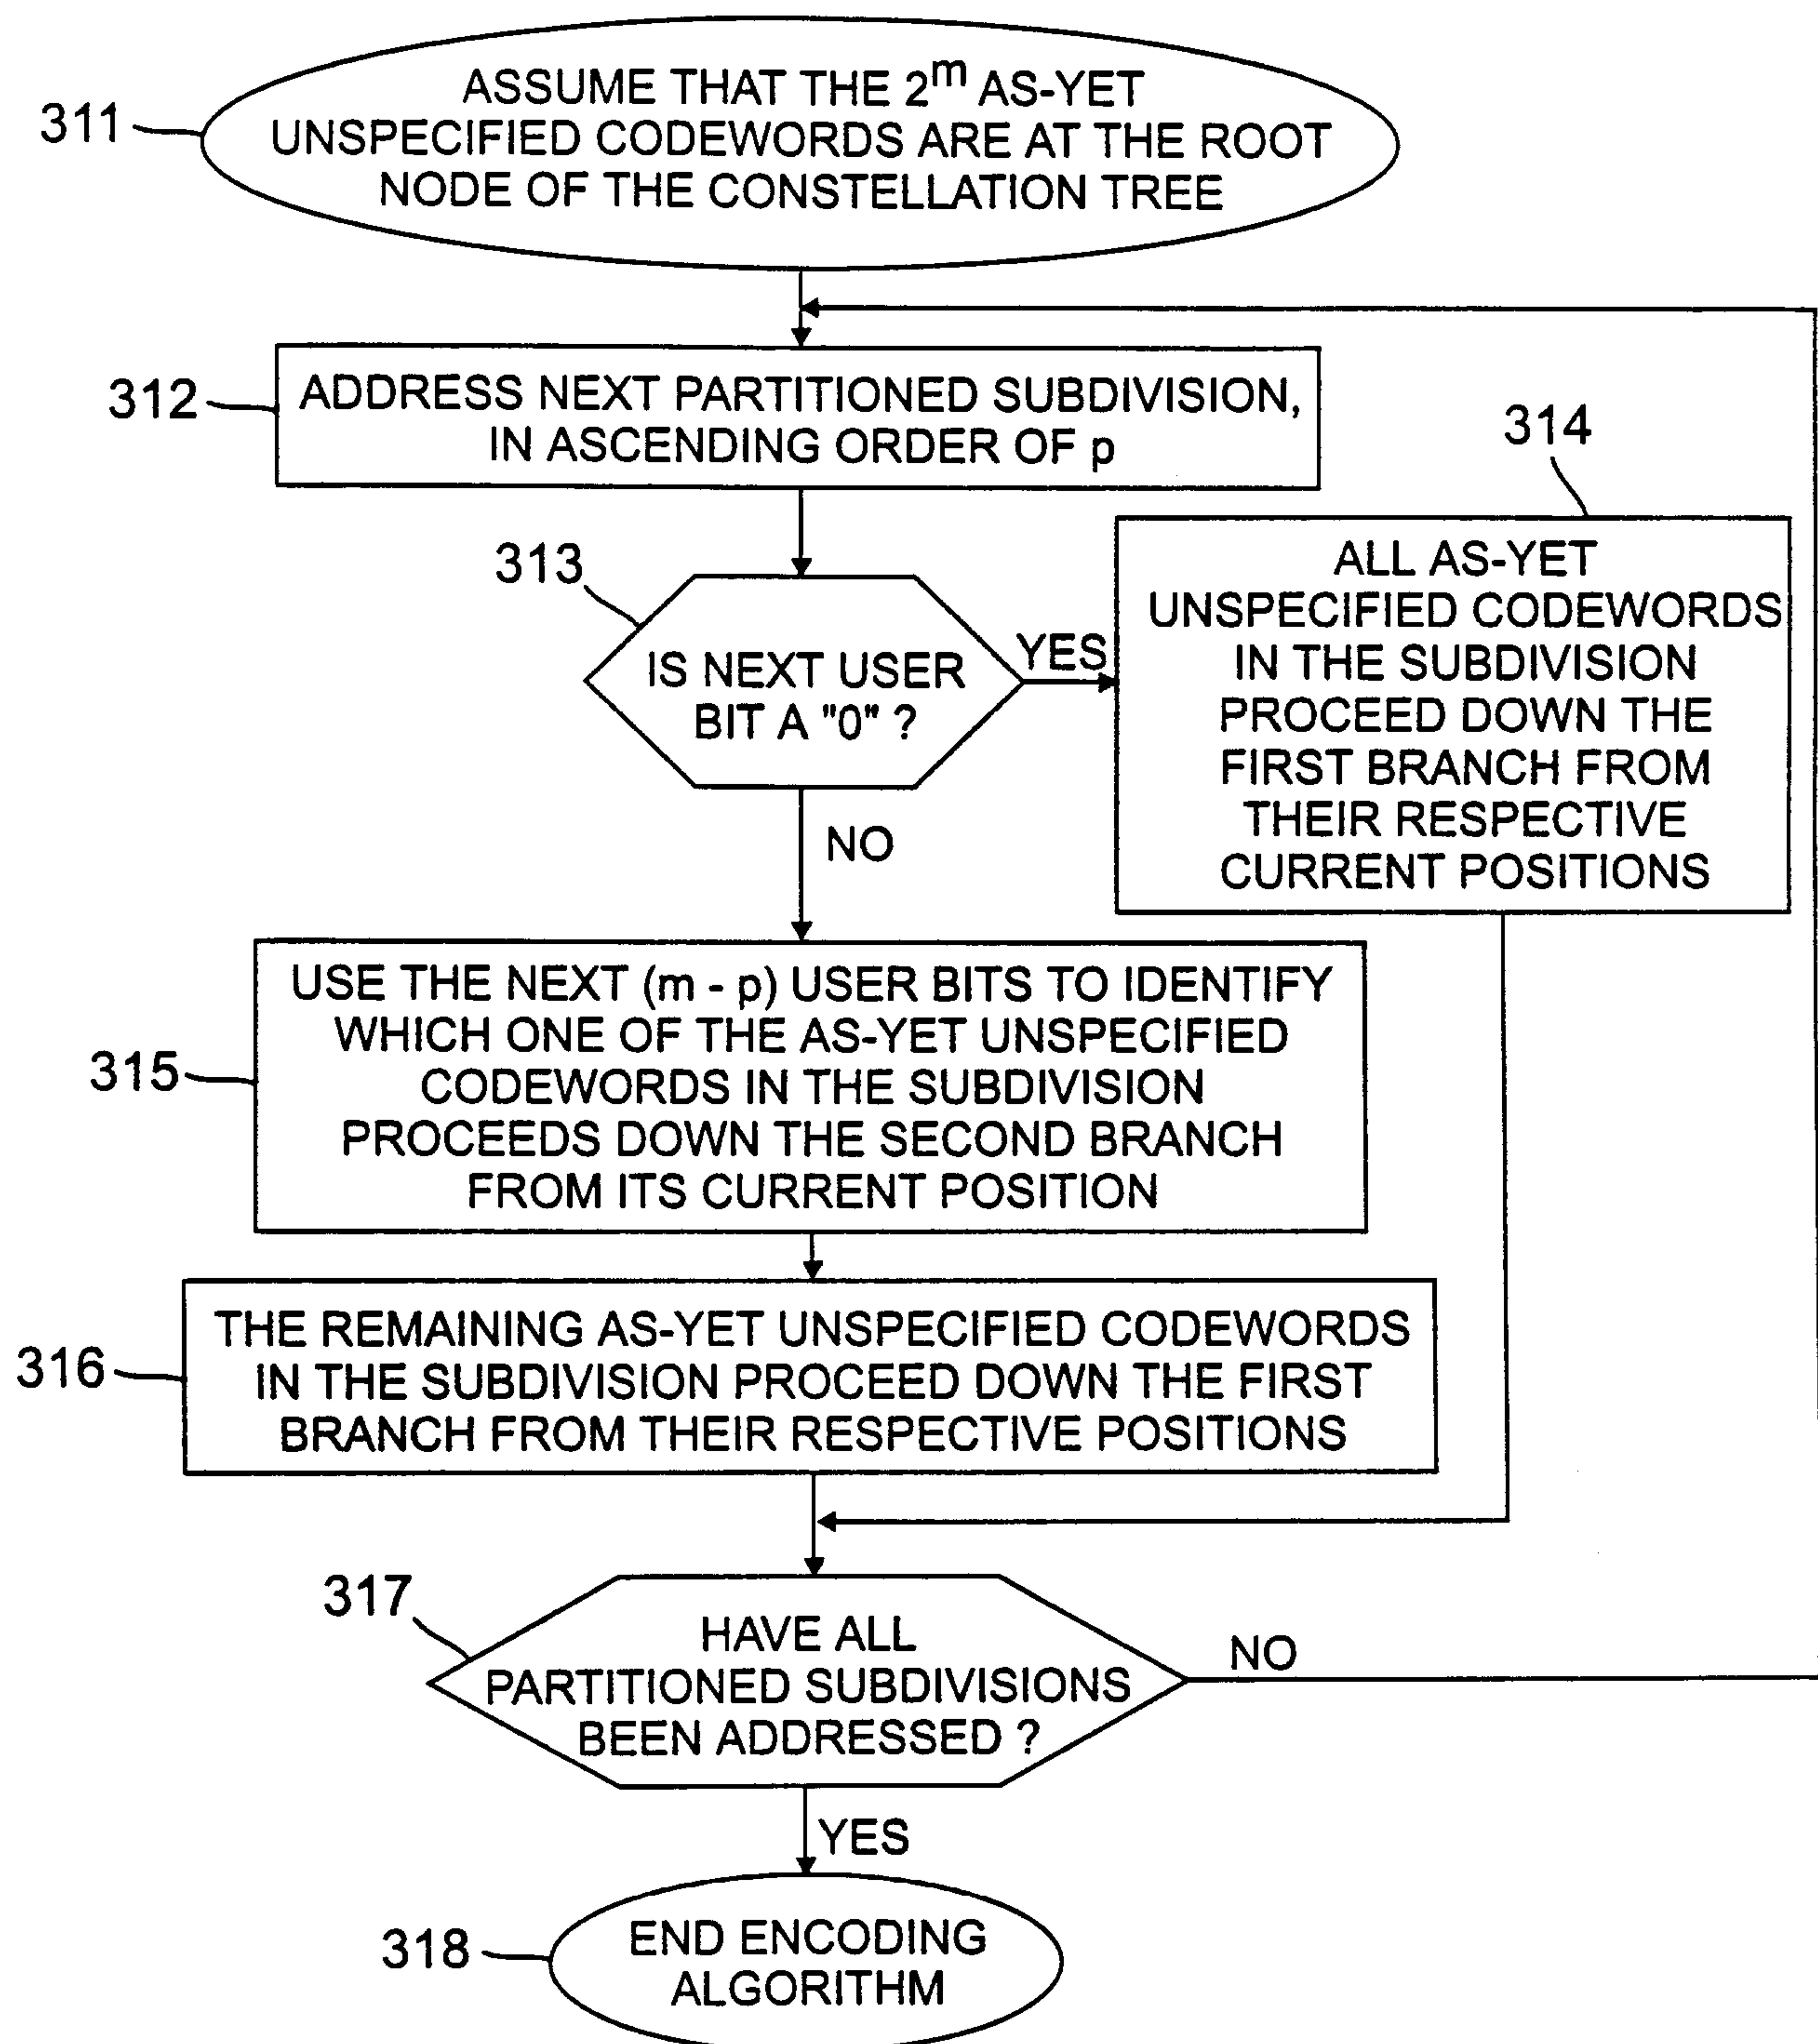 311
ASSUME THAT THE 2^m AS-YET
UNSPECIFIED CODEWORDS ARE AT THE ROOT
NODE OF THE CONSTELLATION TREE
312
ADDRESS NEXT PARTITIONED SUBDIVISION,
IN ASCENDING ORDER OF p
313
IS NEXT USER
BIT A "0" ?
YES
NO
314
ALL AS-YET
UNSPECIFIED CODEWORDS
IN THE SUBDIVISION
PROCEED DOWN THE
FIRST BRANCH FROM
THEIR RESPECTIVE
CURRENT POSITIONS
315
USE THE NEXT (m - p) USER BITS TO IDENTIFY
WHICH ONE OF THE AS-YET UNSPECIFIED
CODEWORDS IN THE SUBDIVISION
PROCEEDS DOWN THE SECOND BRANCH
FROM ITS CURRENT POSITION
316
THE REMAINING AS-YET UNSPECIFIED CODEWORDS
IN THE SUBDIVISION PROCEED DOWN THE FIRST
BRANCH FROM THEIR RESPECTIVE POSITIONS
317
HAVE ALL
PARTITIONED SUBDIVISIONS
BEEN ADDRESSED ?
NO
YES
318
END ENCODING
ALGORITHM